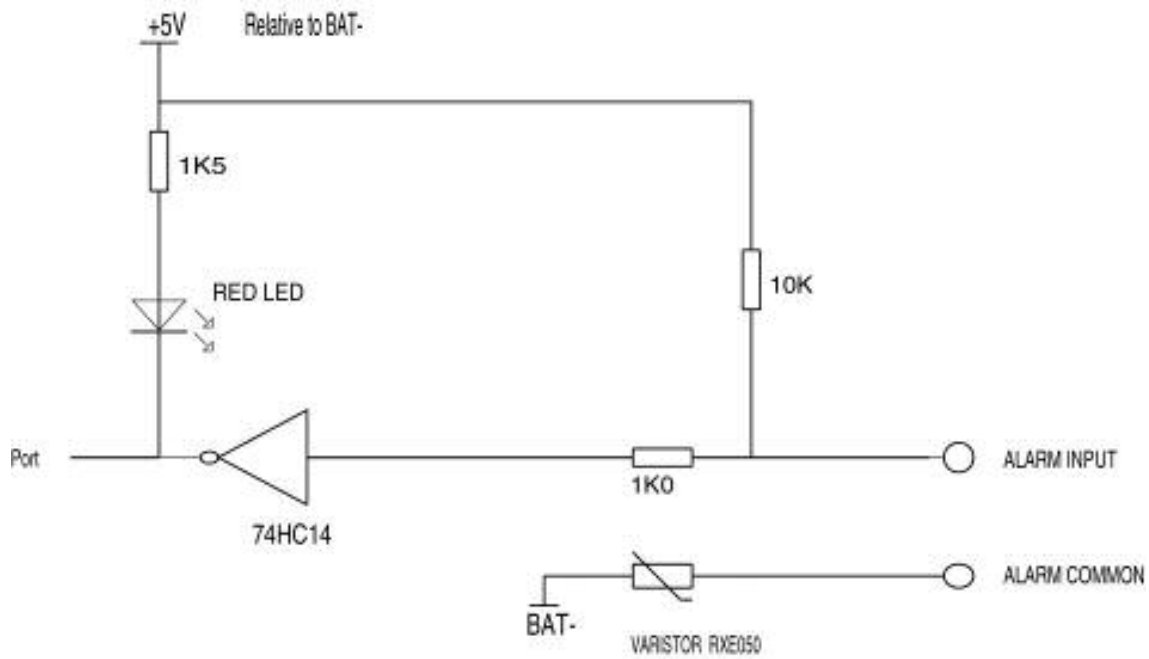 +5V Relative to BAT-
1K5
RED LED
10K
Port
ALARM INPUT
1K0
74HC14
ALARM COMMON
BAT-
VARISTOR RXE050